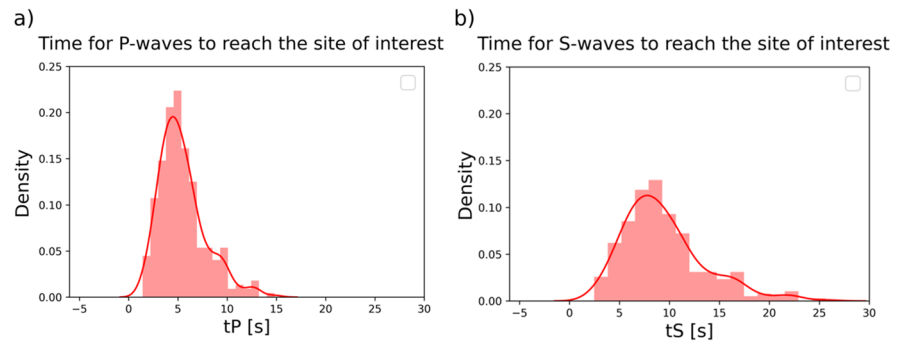 a)
Time for P-waves to reach the site of interest
0.25
0.20
0.15
0.10
0.05
0.00
Density
−5 0 5 10 15 20 25 30
tP [s]
b)
Time for S-waves to reach the site of interest
0.25
0.20
0.15
0.10
0.05
0.00
Density
−5 0 5 10 15 20 25 30
tS [s]